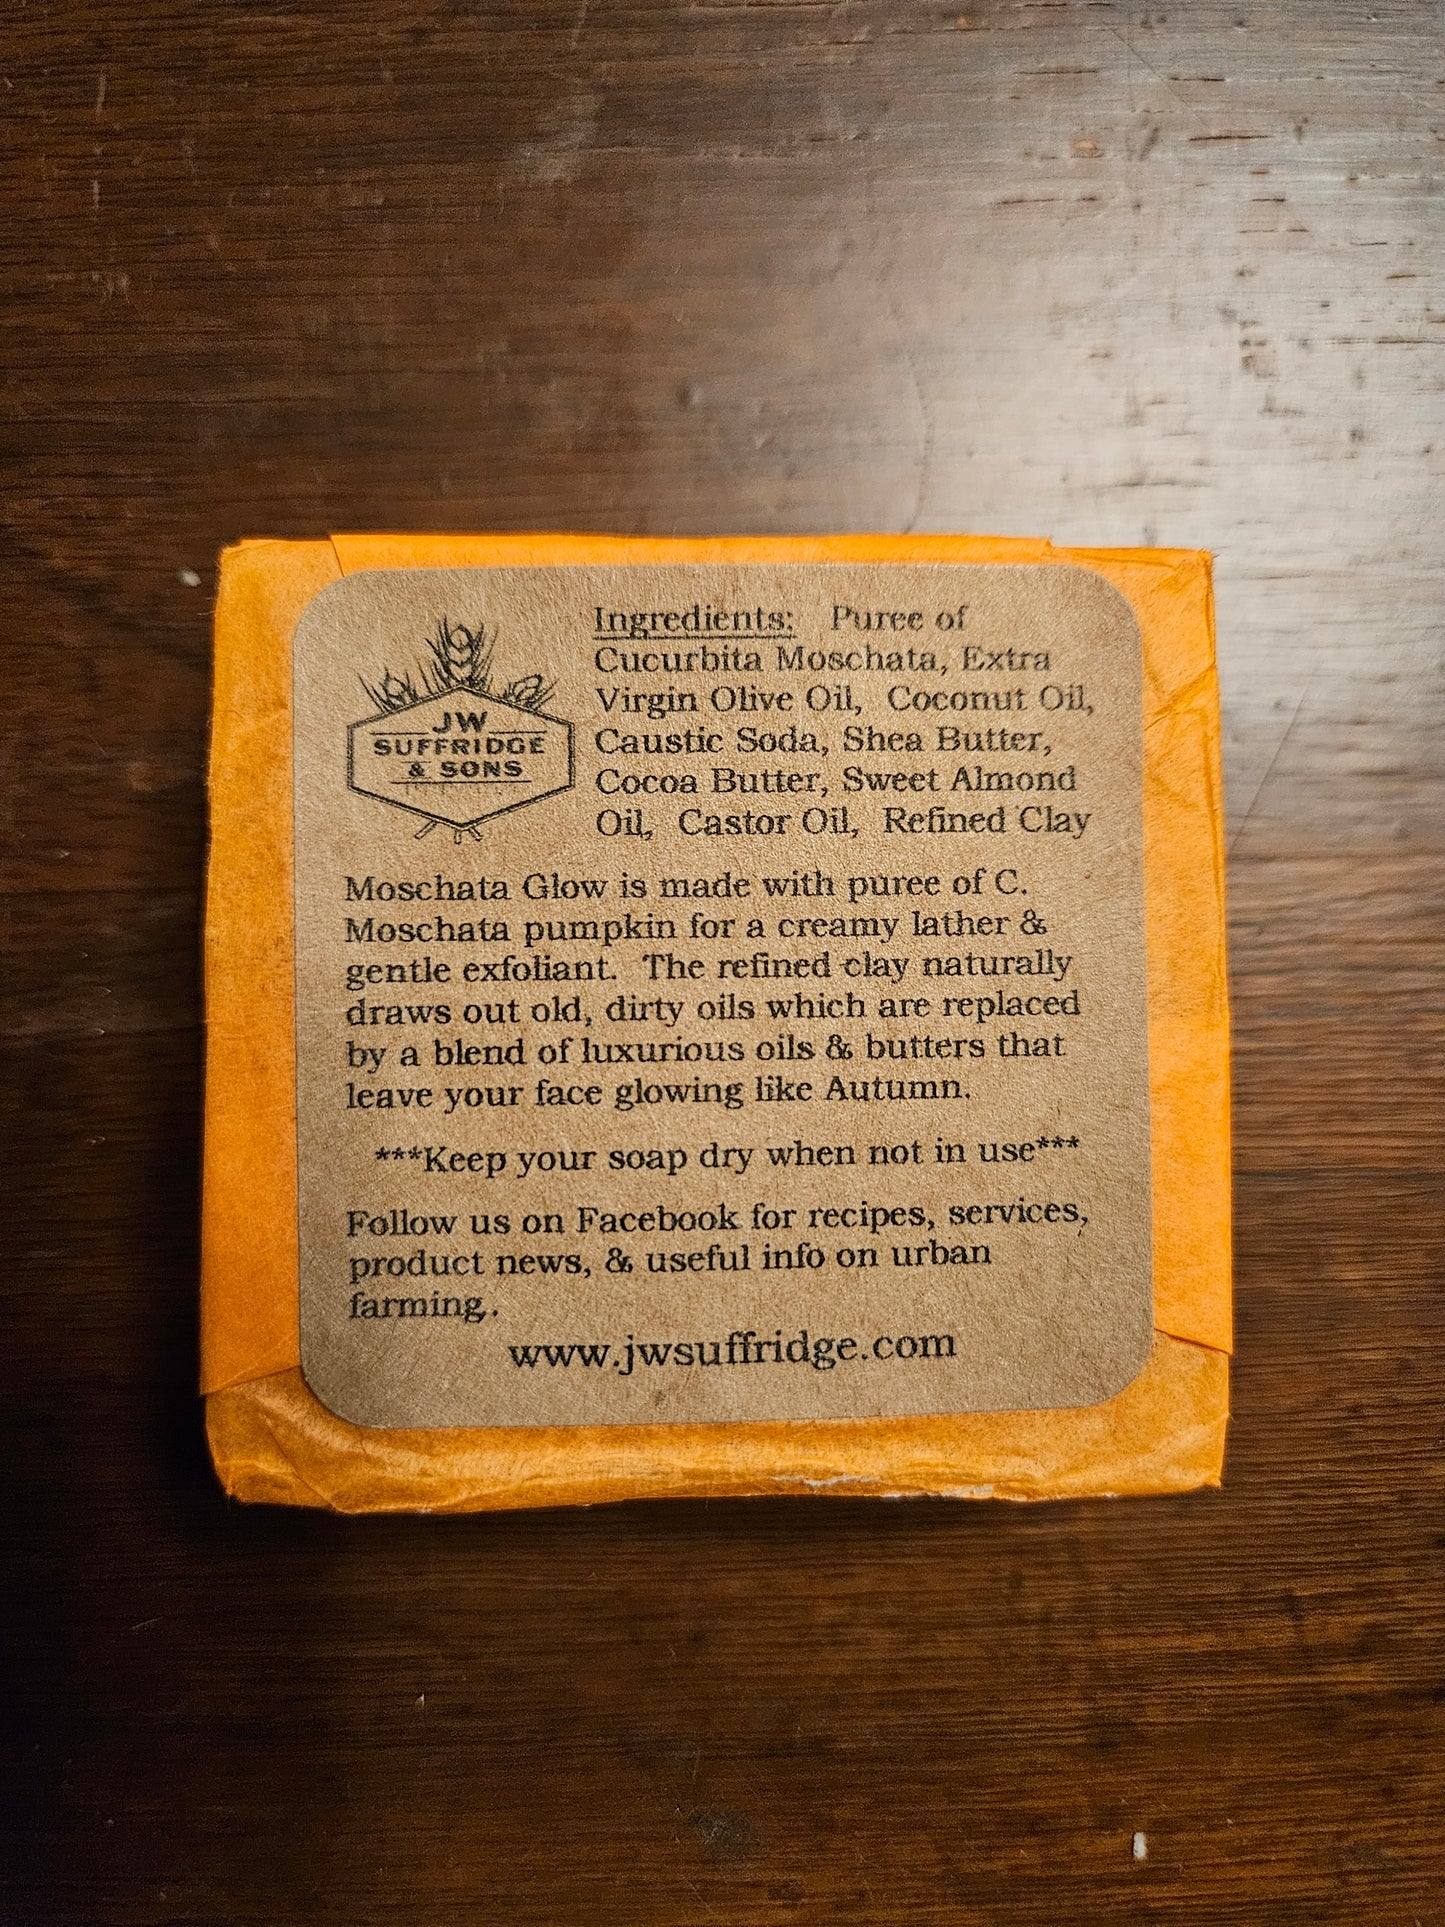 JW
SUFFRIDGE
& SONS
Ingredients: Puree of
Cucurbita Moschata, Extra
Virgin Olive Oil, Coconut Oil,
Caustic Soda, Shea Butter,
Cocoa Butter, Sweet Almond
Oil, Castor Oil, Refined Clay
Moschata Glow is made with puree of C.
Moschata pumpkin for a creamy lather &
gentle exfoliant. The refined clay naturally
draws out old, dirty oils which are replaced
by a blend of luxurious oils & butters that
leave your face glowing like Autumn.
***Keep your soap dry when not in use***
Follow us on Facebook for recipes, services,
product news, & useful info on urban
farming.
www.jwsuffridge.com